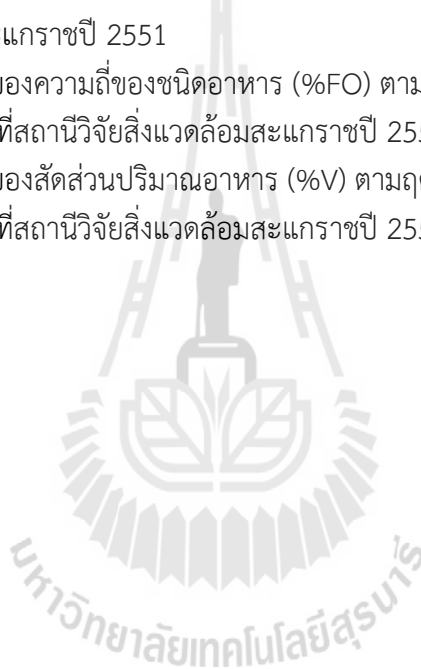 ะแกราชปี 2551
ของความถี่ของชนิดอาหาร (%FO) ตาม
ที่สถานีวิจัยสิ่งแวดล้อมสะแกราชปี 25
ของสัดส่วนปริมาณอาหาร (%V) ตามฤด
ที่สถานีวิจัยสิ่งแวดล้อมสะแกราชปี 25
มหาวิทยาลัยเทคโนโลยีสุรนารี